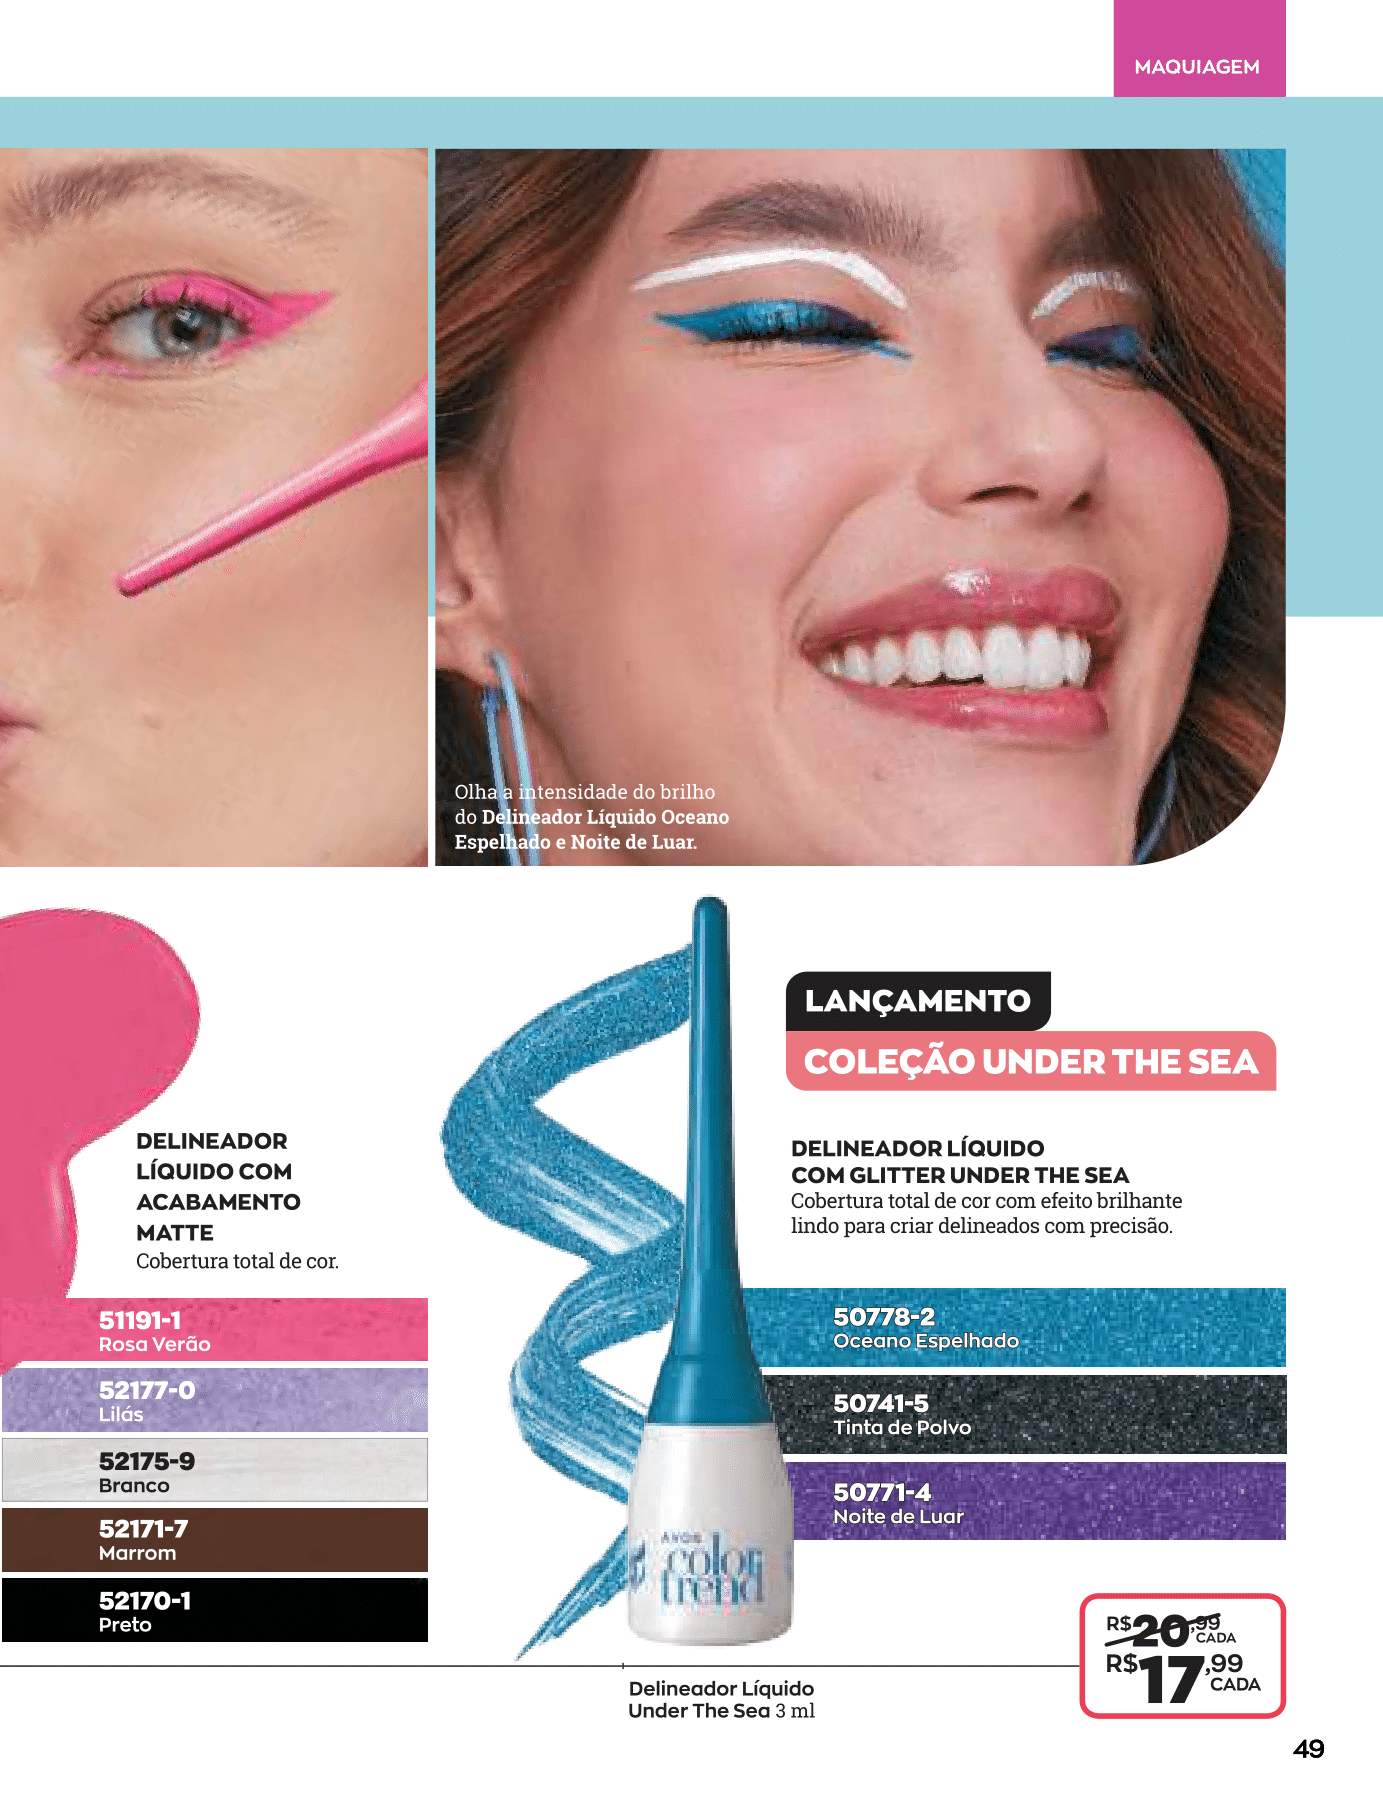 MAQUIAGEM
Olha a intensidade do brilho
do Delineador Líquido Oceano
Espelhado e Noite de Luar.
LANÇAMENTO
COLEÇÃO UNDER THE SEA
DELINEADOR
LÍQUIDO COM
ACABAMENTO
MATTE
Cobertura total de cor.
51191-1
Rosa Verão
52177-0
Lilás
52175-9
Branco
52171-7
Marrom
52170-1
Preto
DELINEADOR LÍQUIDO
COM GLITTER UNDER THE SEA
Cobertura total de cor com efeito brilhante
lindo para criar delineados com precisão.
50778-2
Oceano Espelhado
50741-5
Tinta de Polvo
50771-4
Noite de Luar
AVON
color
trend
R$20,99
CADA
R$17,99
CADA
Delineador Líquido
Under The Sea 3 ml
49